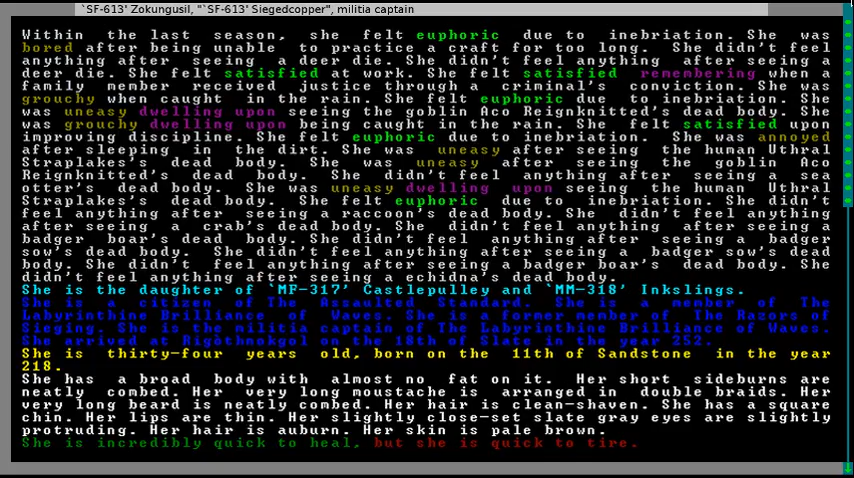 `SF-613' Zokungusil, "`SF-613' Siegedcopper", militia captain
Within the last season, she felt euphoric due to inebriation. She was
bored after being unable to practice a craft for too long. She didn't feel
anything after seeing a deer die. She didn't feel anything after seeing a
deer die. She felt satisfied at work. She felt satisfied remembering when a
family member received justice through a criminal's conviction. She was
grouchy when caught in the rain. She felt euphoric due to inebriation. She
was uneasy dwelling upon seeing the goblin Aco Reignknitted's dead body. She
was grouchy dwelling upon being caught in the rain. She felt satisfied upon
improving discipline. She felt euphoric due to inebriation. She was annoyed
after sleeping in the dirt. She was uneasy after seeing the human Uthral
Straplakes's dead body. She was uneasy after seeing the goblin Aco
Reignknitted's dead body. She didn't feel anything after seeing a sea
otter's dead body. She was uneasy dwelling upon seeing the human Uthral
Straplakes's dead body. She felt euphoric due to inebriation. She didn't
feel anything after seeing a raccoon's dead body. She didn't feel anything
after seeing a crab's dead body. She didn't feel anything after seeing a
badger boar's dead body. She didn't feel anything after seeing a badger
sow's dead body. She didn't feel anything after seeing a badger sow's dead
body. She didn't feel anything after seeing a badger boar's dead body. She
didn't feel anything after seeing a echidna's dead body.
She is the daughter of `MF-317' Castlepulley and `MM-318' Inkslings.
She is a citizen of The Assaulted Standard. She is a member of The
Labyrinthine Brilliance of Waves. She is a former member of The Razors of
Sieging. She is the militia captain of The Labyrinthine Brilliance of Waves.
She arrived at Rigòthmokgol on the 18th of Slate in the year 252.
She is thirty-four years old, born on the 11th of Sandstone in the year
218.
She has a broad body with almost no fat on it. Her short sideburns are
neatly combed. Her very long moustache is arranged in double braids. Her
very long beard is neatly combed. Her hair is clean-shaven. She has a square
chin. Her lips are thin. Her slightly close-set slate gray eyes are slightly
protruding. Her hair is auburn. Her skin is pale brown.
She is incredibly quick to heal, but she is quick to tire.